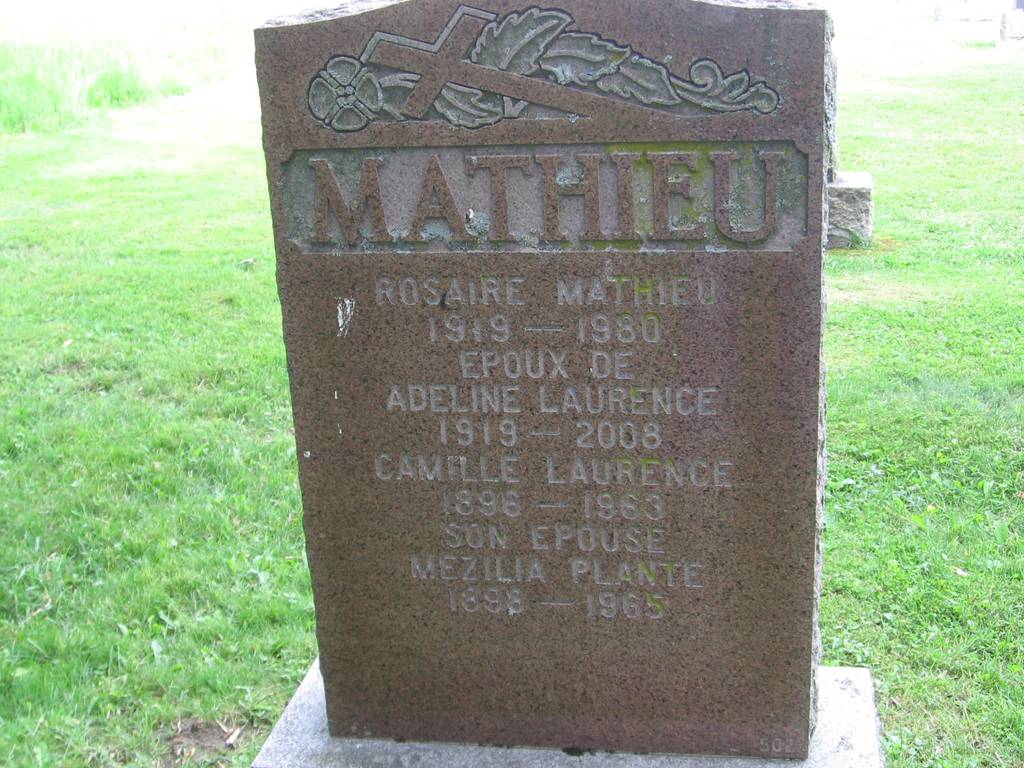 MATHIEU
ROSAIRE MATHIEU
1919 — 1980
EPOUX DE
ADELINE LAURENCE
1919 — 2008
CAMILLE LAURENCE
1896 — 1963
SON EPOUSE
MEZILIA PLANTE
1898 — 1965